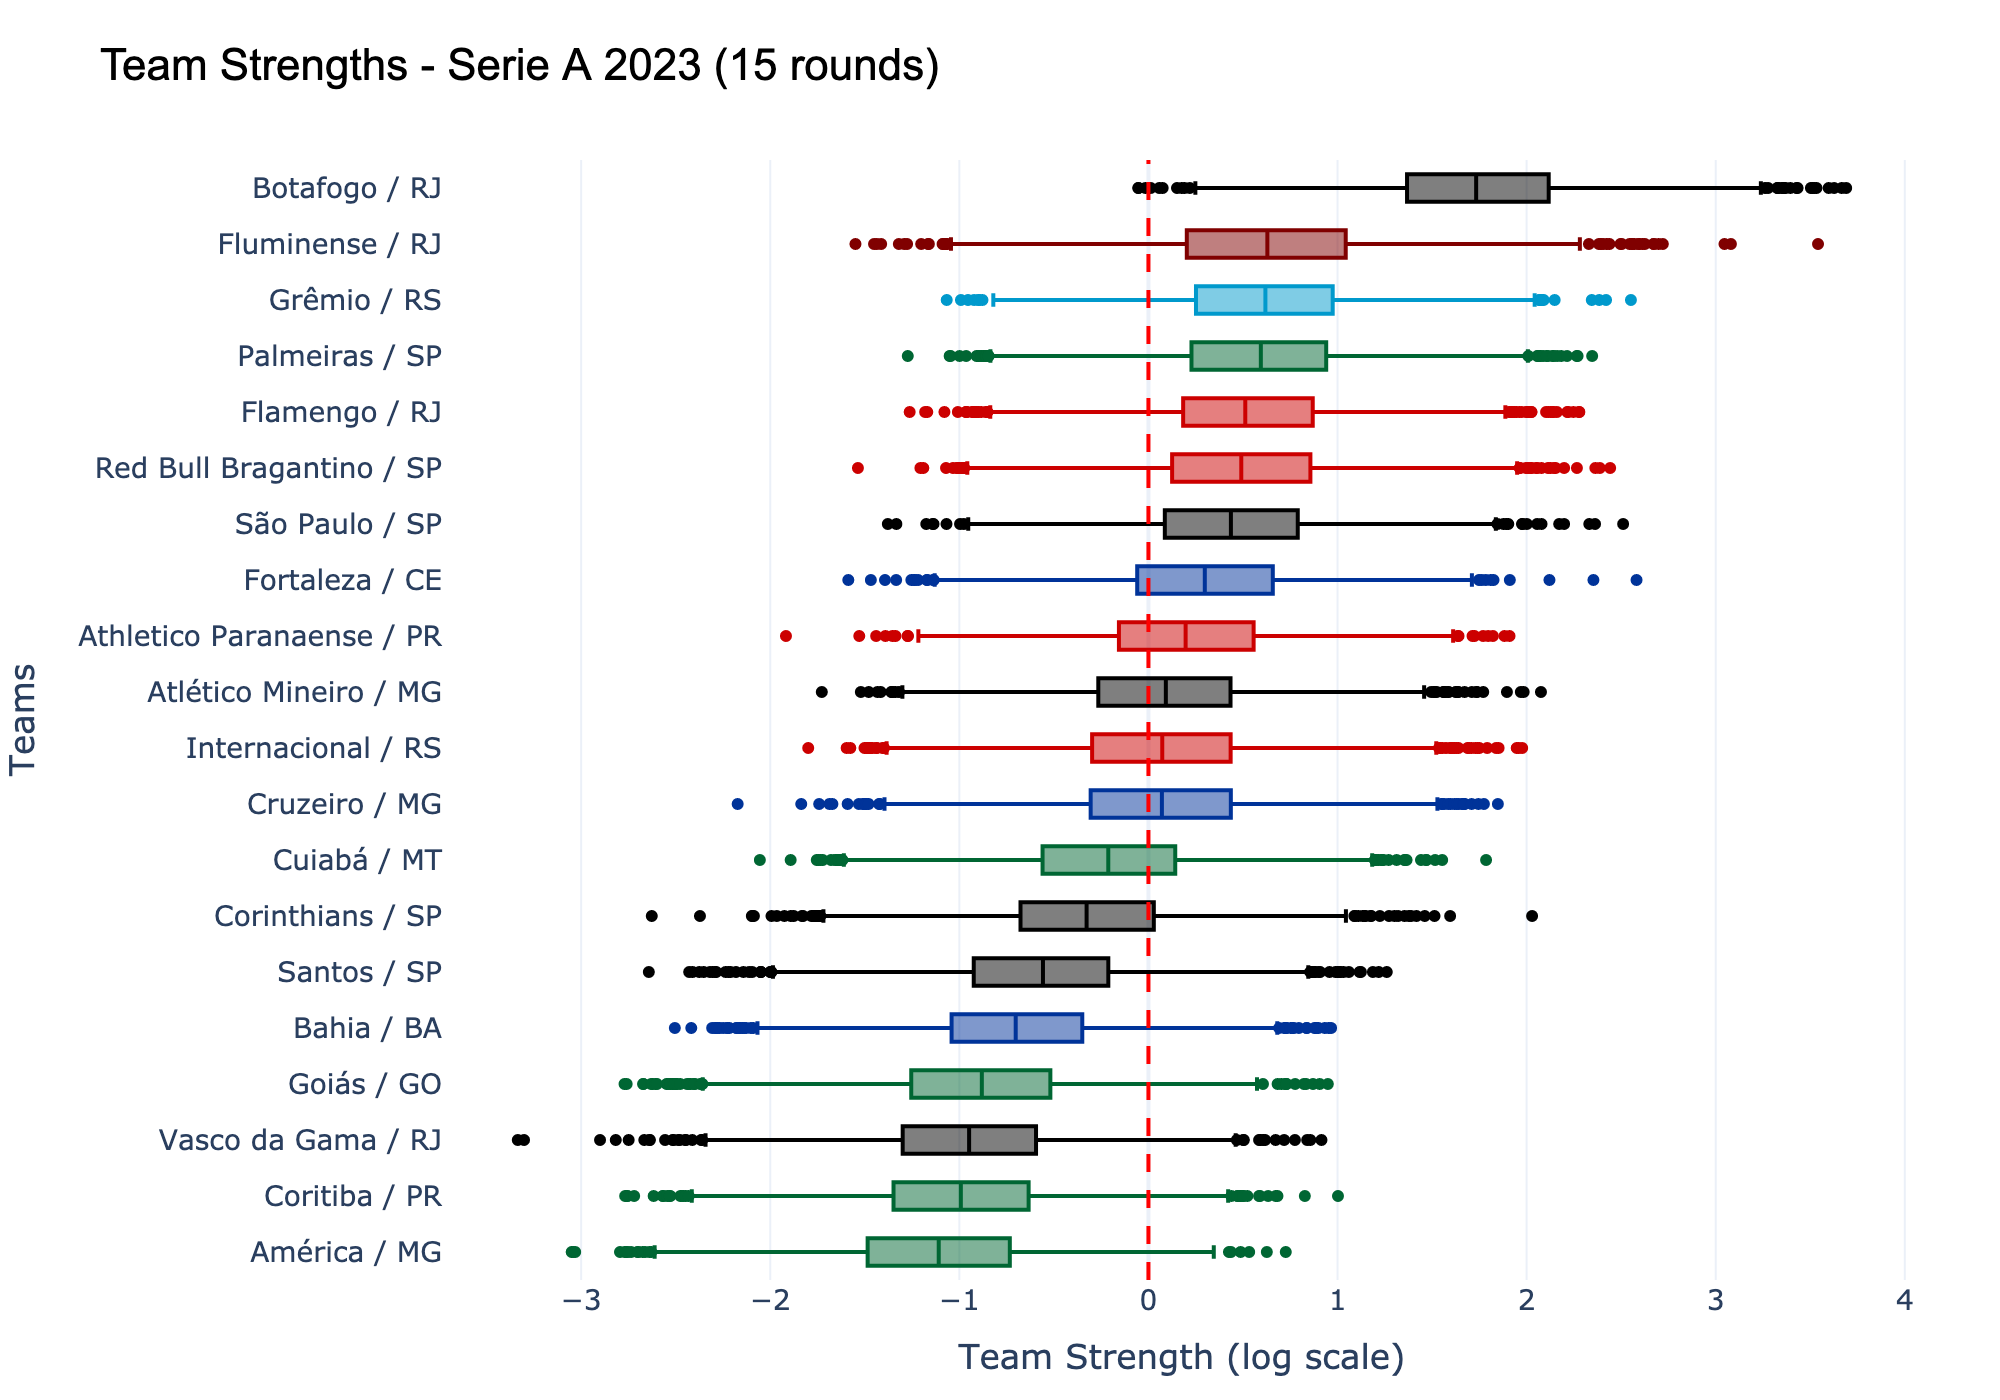 Team Strengths - Serie A 2023 (15 rounds)
Teams
Botafogo / RJ
Fluminense / RJ
Grêmio / RS
Palmeiras / SP
Flamengo / RJ
Red Bull Bragantino / SP
São Paulo / SP
Fortaleza / CE
Athletico Paranaense / PR
Atlético Mineiro / MG
Internacional / RS
Cruzeiro / MG
Cuiabá / MT
Corinthians / SP
Santos / SP
Bahia / BA
Goiás / GO
Vasco da Gama / RJ
Coritiba / PR
América / MG
−3 −2 −1 0 1 2 3 4
Team Strength (log scale)